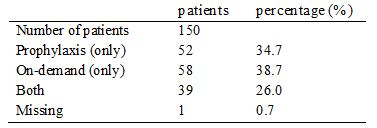 patients percentage (%)
Number of patients 150
Prophylaxis (only) 52 34.7
On-demand (only) 58 38.7
Both 39 26.0
Missing 1 0.7